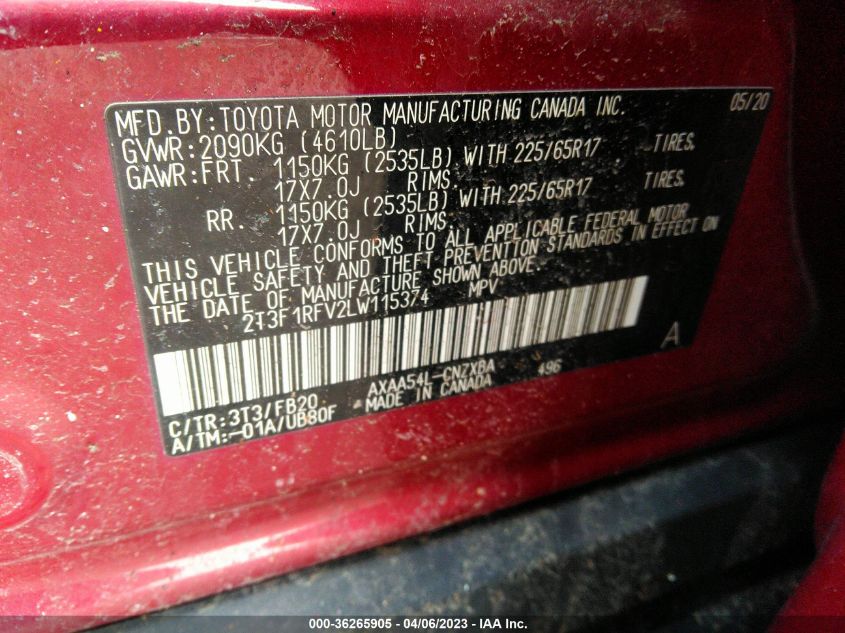 MFD.BY:TOYOTA MOTOR MANUFACTURING CANADA INC. 05/20
GVWR:2090KG (4610LB)
GAWR:FRT. 1150KG (2535LB) WITH 225/65R17 TIRES,
17X7.0J RIMS.
RR. 1150KG (2535LB) WITH 225/65R17 TIRES,
17X7.0J RIMS.
THIS VEHICLE CONFORMS TO ALL APPLICABLE FEDERAL MOTOR
VEHICLE SAFETY AND THEFT PREVENTION STANDARDS IN EFFECT ON
THE DATE OF MANUFACTURE SHOWN ABOVE.
2T3F1RFV2LW115374 MPV
A
C/TR:3T3/FB20 AXAA54L-CNZXBA 496
A/TM:-01A/UB80F MADE IN CANADA
000-36265905 - 04/06/2023 - IAA Inc.